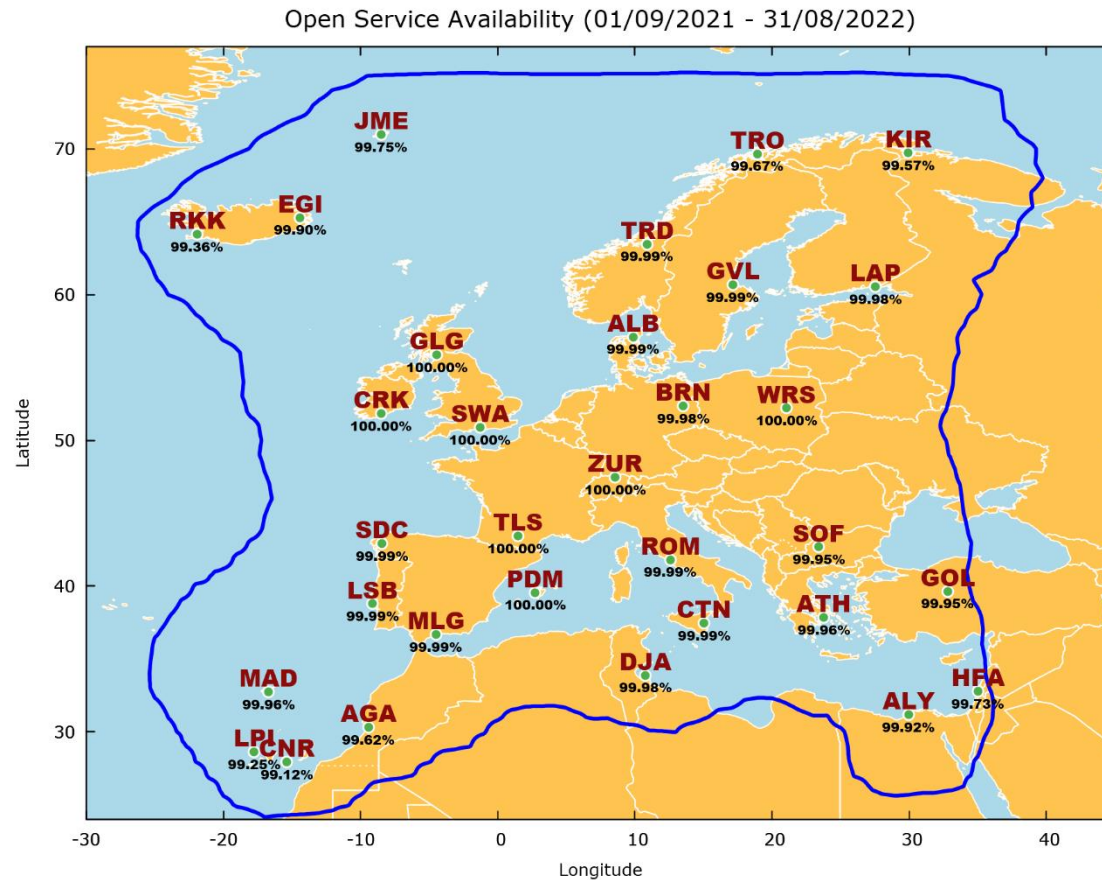 Open Service Availability (01/09/2021 - 31/08/2022)
JME
99.75%
TRO
99.67%
KIR
99.57%
70
EGI
99.90%
RKK
99.36%
TRD
99.99%
GVL
99.99%
LAP
99.98%
60
ALB
99.99%
GLG
100.00%
BRN
99.98%
WRS
100.00%
CRK
100.00%
SWA
100.00%
50
Latitude
ZUR
100.00%
TLS
100.00%
SDC
99.99%
SOF
99.95%
ROM
99.99%
PDM
100.00%
GOL
99.95%
40
LSB
99.99%
MLG
99.99%
CTN
99.99%
ATH
99.96%
DJA
99.98%
MAD
99.96%
HFA
99.73%
AGA
99.62%
ALY
99.92%
30
LPI
99.25%
CNR
99.12%
-30 -20 -10 0 10 20 30 40
Longitude